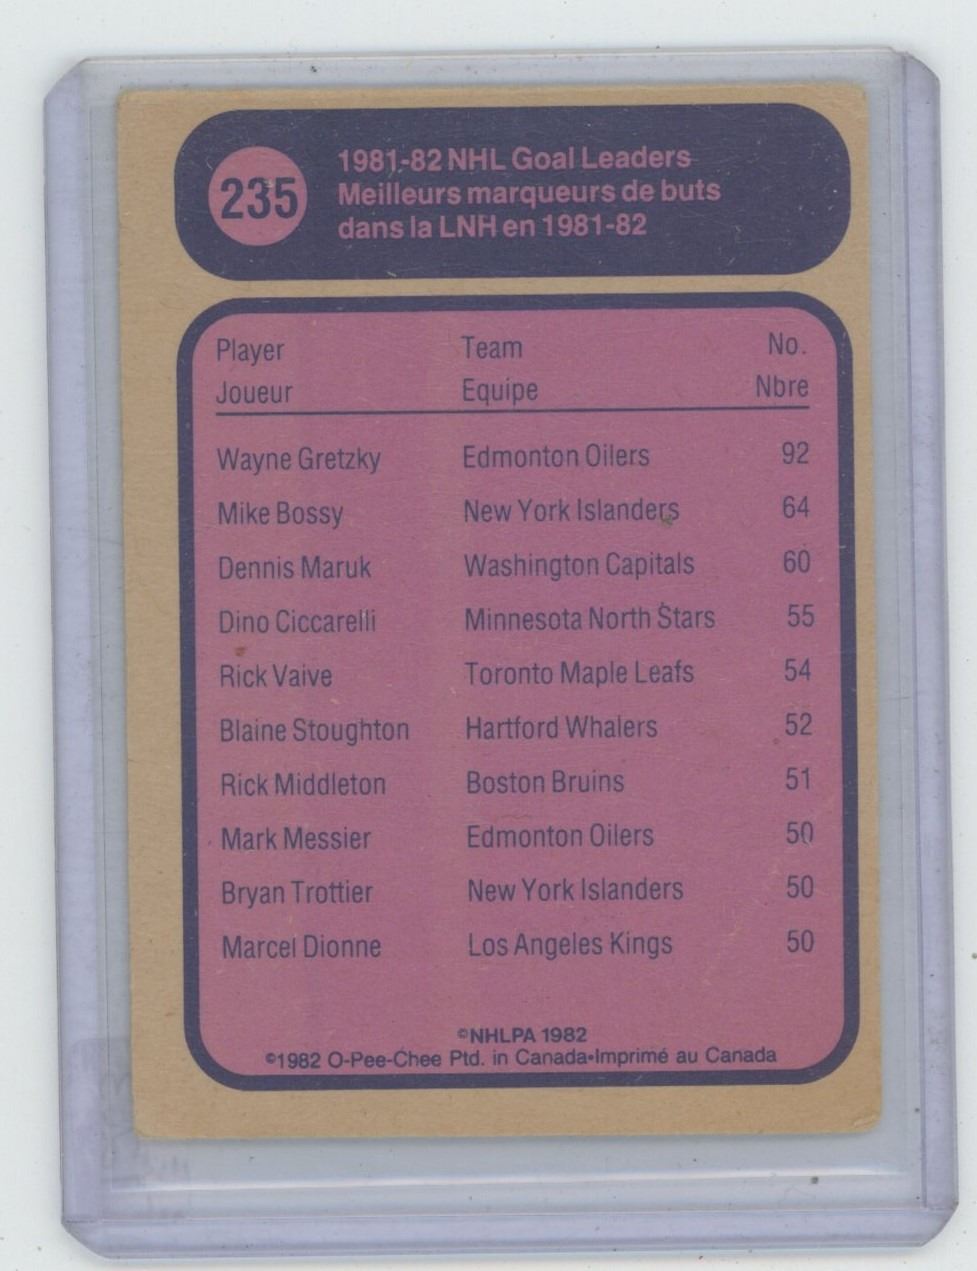 235
1981-82 NHL Goal Leaders
Meilleurs marqueurs de buts
dans la LNH en 1981-82
Player Team No.
Joueur Equipe Nbre
Wayne Gretzky Edmonton Oilers 92
Mike Bossy New York Islanders 64
Dennis Maruk Washington Capitals 60
Dino Ciccarelli Minnesota North Stars 55
Rick Vaive Toronto Maple Leafs 54
Blaine Stoughton Hartford Whalers 52
Rick Middleton Boston Bruins 51
Mark Messier Edmonton Oilers 50
Bryan Trottier New York Islanders 50
Marcel Dionne Los Angeles Kings 50
©NHLPA 1982
©1982 O-Pee-Chee Ptd. in Canada•Imprimé au Canada